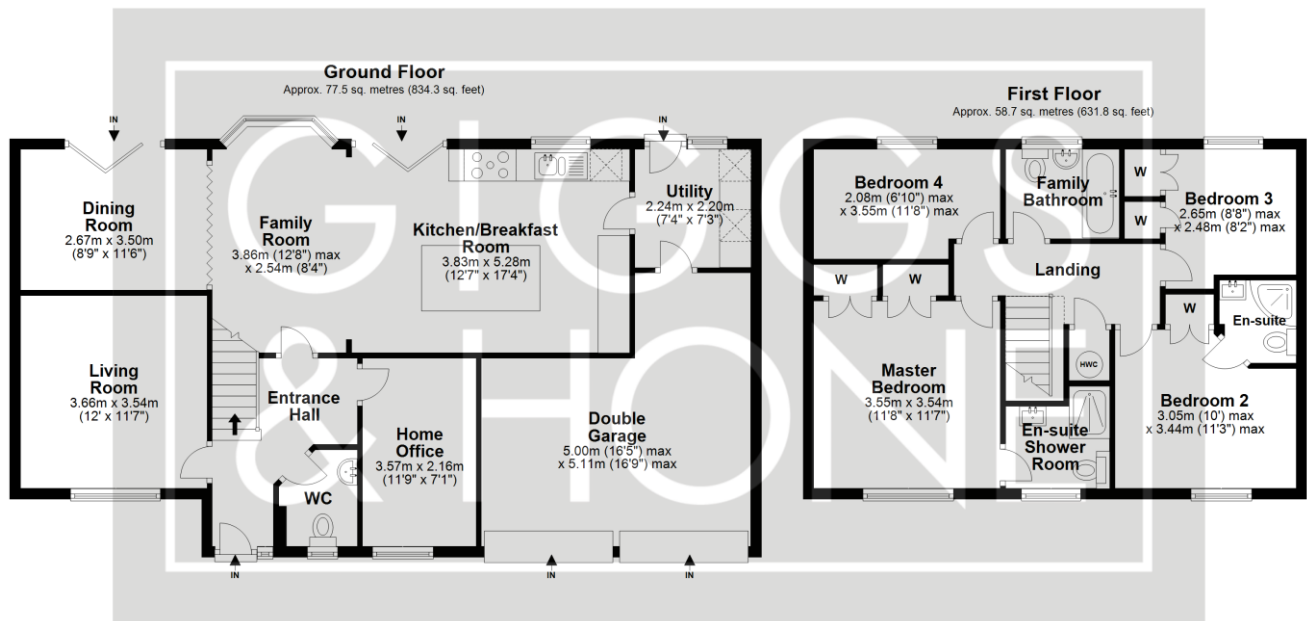 Ground Floor
Approx. 77.5 sq. metres (834.3 sq. feet)
IN
IN
IN
Dining
Room
2.67m x 3.50m
(8'9" x 11'6")
Family
Room
3.86m (12'8") max
x 2.54m (8'4")
Kitchen/Breakfast
Room
3.83m x 5.28m
(12'7" x 17'4")
Utility
2.24m x 2.20m
(7'4" x 7'3")
Living
Room
3.66m x 3.54m
(12' x 11'7")
Entrance
Hall
WC
Home
Office
3.57m x 2.16m
(11'9" x 7'1")
Double
Garage
5.00m (16'5") max
x 5.11m (16'9") max
IN
IN
IN
First Floor
Approx. 58.7 sq. metres (631.8 sq. feet)
Bedroom 4
2.08m (6'10") max
x 3.55m (11'8") max
Family
Bathroom
W
W
Bedroom 3
2.65m (8'8") max
x 2.48m (8'2") max
Landing
W
W
W
En-suite
HWC
Master
Bedroom
3.55m x 3.54m
(11'8" x 11'7")
En-suite
Shower
Room
Bedroom 2
3.05m (10') max
x 3.44m (11'3") max
GIGGS
& HONE